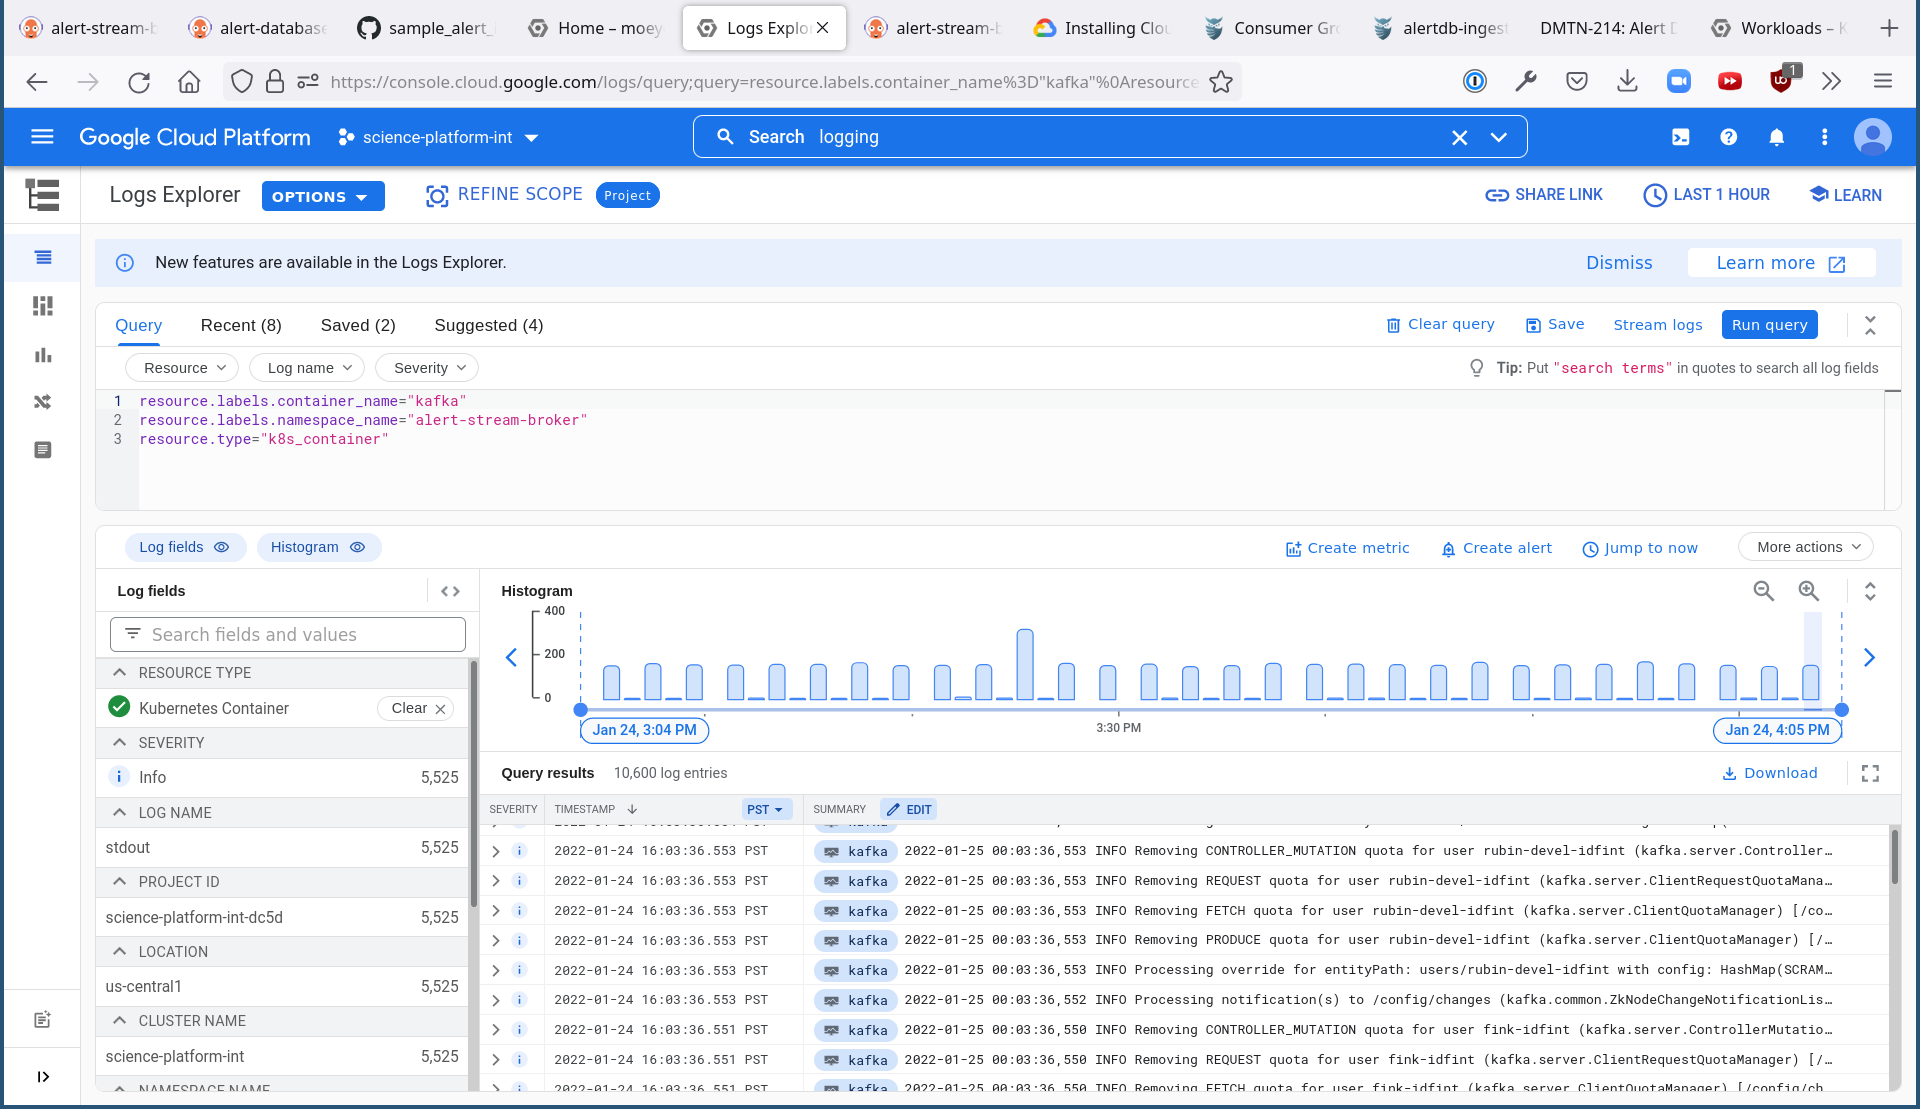 alert-stream-b
alert-database
sample_alert_
Home – moey
Logs Explo
alert-stream-b
Installing Clou
Consumer Gr
alertdb-inges
DMTN-214: Alert D
Workloads – K
https://console.cloud.google.com/logs/query;query=resource.labels.container_name%3D"kafka"%0Aresource
1
Google Cloud Platform
science-platform-int
Search logging
Logs Explorer
OPTIONS
REFINE SCOPE
Project
SHARE LINK
LAST 1 HOUR
LEARN
New features are available in the Logs Explorer.
Dismiss
Learn more
Query
Recent (8)
Saved (2)
Suggested (4)
Clear query
Save
Stream logs
Run query
Resource
Log name
Severity
Tip: Put "search terms" in quotes to search all log fields
1 resource.labels.container_name="kafka"
2 resource.labels.namespace_name="alert-stream-broker"
3 resource.type="k8s_container"
Log fields
Histogram
Create metric
Create alert
Jump to now
More actions
Log fields
Search fields and values
RESOURCE TYPE
Kubernetes Container
Clear
SEVERITY
Info 5,525
LOG NAME
stdout 5,525
PROJECT ID
science-platform-int-dc5d 5,525
LOCATION
us-central1 5,525
CLUSTER NAME
science-platform-int 5,525
NAMESPACE NAME
Histogram
400
200
0
Jan 24, 3:04 PM
3:30 PM
Jan 24, 4:05 PM
Query results 10,600 log entries
Download
SEVERITY TIMESTAMP PST SUMMARY EDIT
2022-01-24 16:03:36.553 PST kafka 2022-01-25 00:03:36,553 INFO Removing CONTROLLER_MUTATION quota for user rubin-devel-idfint (kafka.server.Controller…
2022-01-24 16:03:36.553 PST kafka 2022-01-25 00:03:36,553 INFO Removing REQUEST quota for user rubin-devel-idfint (kafka.server.ClientRequestQuotaMana…
2022-01-24 16:03:36.553 PST kafka 2022-01-25 00:03:36,553 INFO Removing FETCH quota for user rubin-devel-idfint (kafka.server.ClientQuotaManager) [/co…
2022-01-24 16:03:36.553 PST kafka 2022-01-25 00:03:36,553 INFO Removing PRODUCE quota for user rubin-devel-idfint (kafka.server.ClientQuotaManager) [/…
2022-01-24 16:03:36.553 PST kafka 2022-01-25 00:03:36,553 INFO Processing override for entityPath: users/rubin-devel-idfint with config: HashMap(SCRAM…
2022-01-24 16:03:36.553 PST kafka 2022-01-25 00:03:36,552 INFO Processing notification(s) to /config/changes (kafka.common.ZkNodeChangeNotificationLis…
2022-01-24 16:03:36.551 PST kafka 2022-01-25 00:03:36,550 INFO Removing CONTROLLER_MUTATION quota for user fink-idfint (kafka.server.ControllerMutatio…
2022-01-24 16:03:36.551 PST kafka 2022-01-25 00:03:36,550 INFO Removing REQUEST quota for user fink-idfint (kafka.server.ClientRequestQuotaManager) [/…
2022-01-24 16:03:36.551 PST kafka 2022-01-25 00:03:36,550 INFO Removing FETCH quota for user fink-idfint (kafka.server.ClientQuotaManager) [/config/ch…